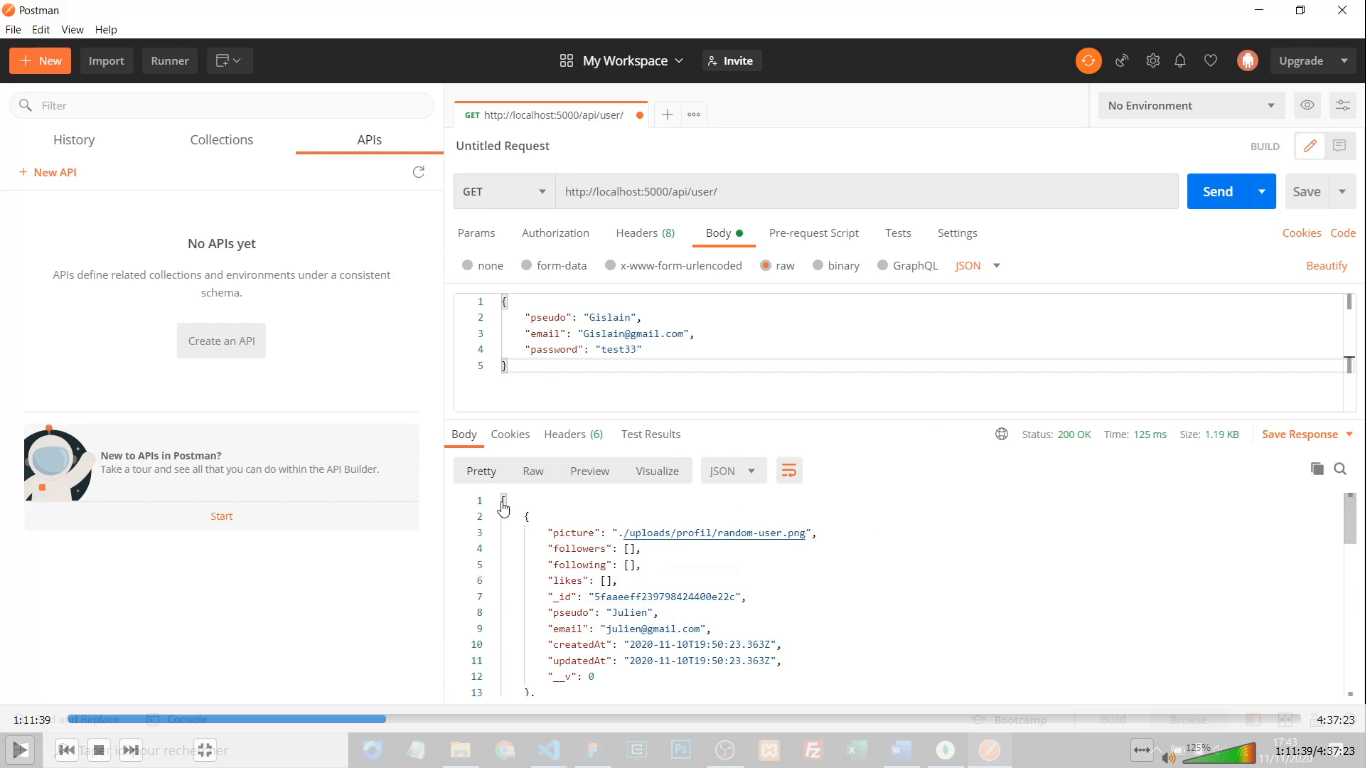 Postman
File Edit View Help
New Import Runner My Workspace Invite Upgrade
Filter
History Collections APIs
+ New API
No APIs yet
APIs define related collections and environments under a consistent
schema.
Create an API
New to APIs in Postman?
Take a tour and see all that you can do within the API Builder.
Start
GET http://localhost:5000/api/user/
No Environment
Untitled Request
BUILD
GET http://localhost:5000/api/user/ Send Save
Params Authorization Headers (8) Body Pre-request Script Tests Settings Cookies Code
none form-data x-www-form-urlencoded raw binary GraphQL JSON Beautify
1 {
2 "pseudo": "Gislain",
3 "email": "Gislain@gmail.com",
4 "password": "test33"
5 }
Body Cookies Headers (6) Test Results Status: 200 OK Time: 125 ms Size: 1.19 KB Save Response
Pretty Raw Preview Visualize JSON
1 [
2 {
3 "picture": "./uploads/profil/random-user.png",
4 "followers": [],
5 "following": [],
6 "likes": [],
7 "_id": "5faaeeff239798424400e22c",
8 "pseudo": "Julien",
9 "email": "julien@gmail.com",
10 "createdAt": "2020-11-10T19:50:23.363Z",
11 "updatedAt": "2020-11-10T19:50:23.363Z",
12 "__v": 0
13 },
1:11:39 Replace Console Bootcamp Build Browse 4:37:23
125% 17:43
11/11/2020 1:11:39/4:37:23